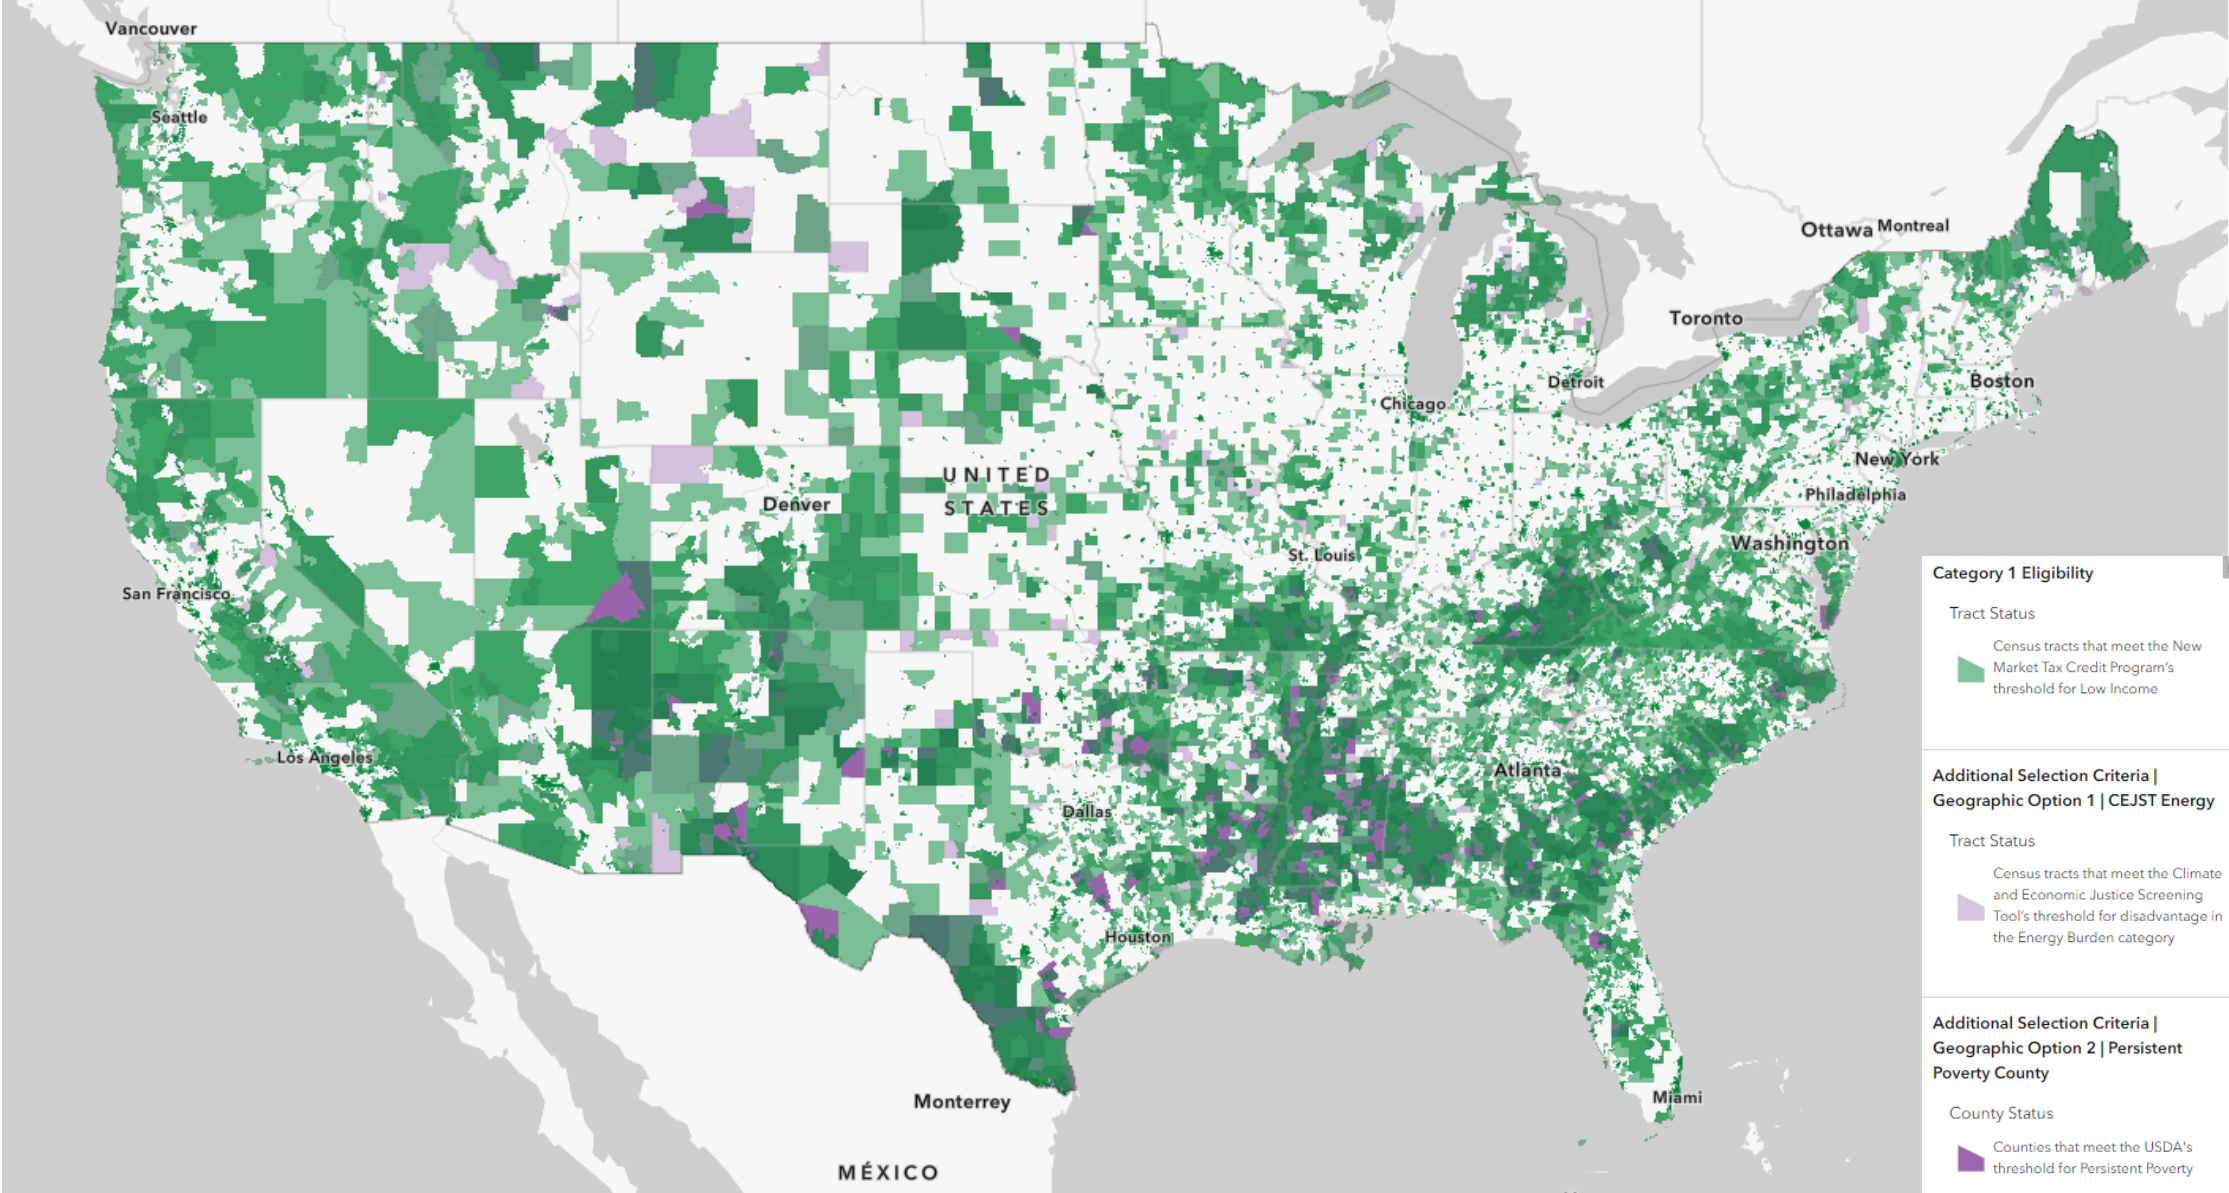 Vancouver
Seattle
Ottawa
Montreal
Toronto
Boston
Detroit
Chicago
New York
UNITED
STATES
Denver
Philadelphia
Washington
St. Louis
San Francisco
Los Angeles
Atlanta
Dallas
Houston
Miami
Monterrey
MÉXICO
Category 1 Eligibility
Tract Status
Census tracts that meet the New
Market Tax Credit Program's
threshold for Low Income
Additional Selection Criteria |
Geographic Option 1 | CEJST Energy
Tract Status
Census tracts that meet the Climate
and Economic Justice Screening
Tool's threshold for disadvantage in
the Energy Burden category
Additional Selection Criteria |
Geographic Option 2 | Persistent
Poverty County
County Status
Counties that meet the USDA's
threshold for Persistent Poverty